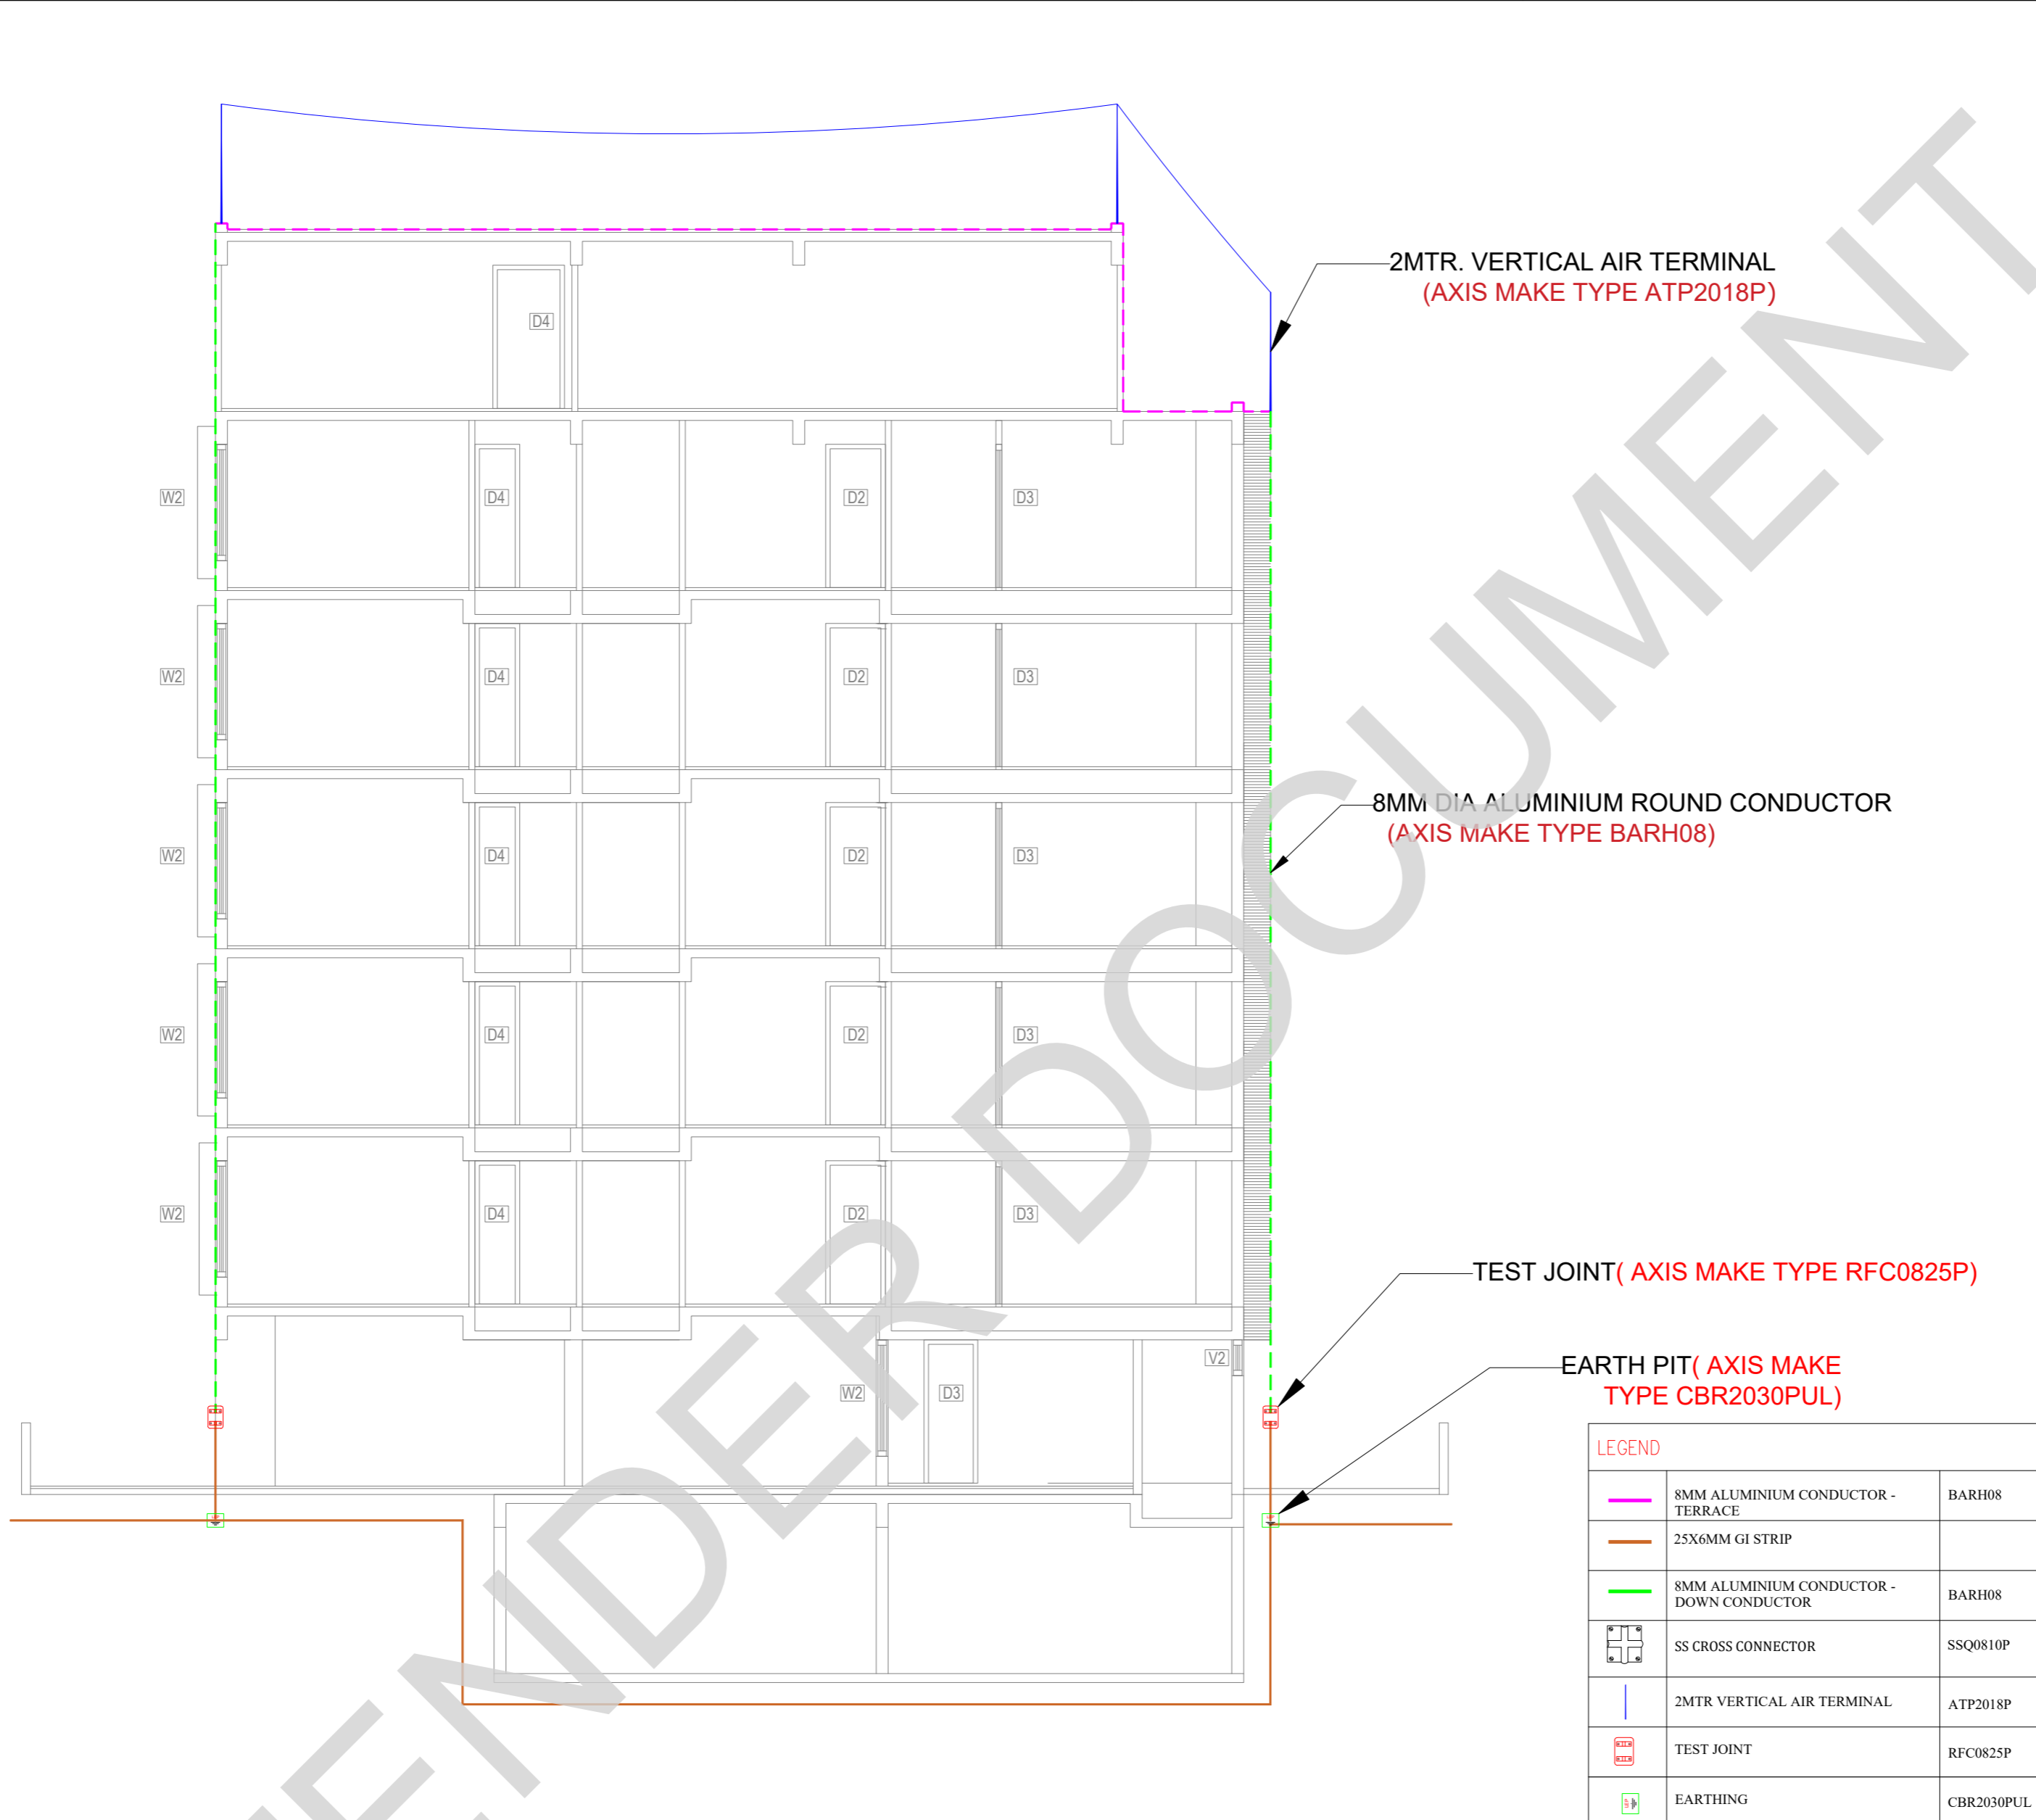 2MTR. VERTICAL AIR TERMINAL
(AXIS MAKE TYPE ATP2018P)
D4
W2 D4 D2 D3
W2 D4 D2 D3
8MM DIA ALUMINIUM ROUND CONDUCTOR
(AXIS MAKE TYPE BARH08)
W2 D4 D2 D3
W2 D4 D2 D3
W2 D4 D2 D3
TEST JOINT( AXIS MAKE TYPE RFC0825P)
V2
W2 D3
EARTH PIT( AXIS MAKE
TYPE CBR2030PUL)
LEGEND
8MM ALUMINIUM CONDUCTOR - BARH08
TERRACE
25X6MM GI STRIP
8MM ALUMINIUM CONDUCTOR -
DOWN CONDUCTOR BARH08
SS CROSS CONNECTOR SSQ0810P
2MTR VERTICAL AIR TERMINAL ATP2018P
TEST JOINT RFC0825P
EARTHING CBR2030PUL
ENDER DOCUMENT